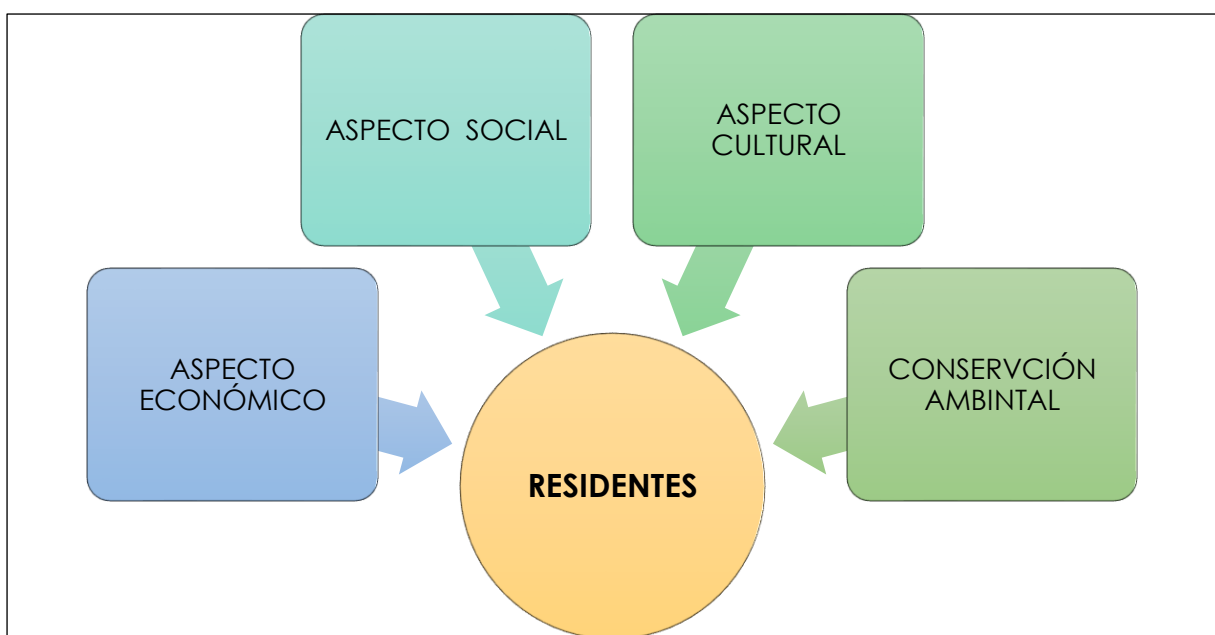 ASPECTO SOCIAL
ASPECTO
CULTURAL
ASPECTO
ECONÓMICO
CONSERVCIÓN
AMBINTAL
RESIDENTES